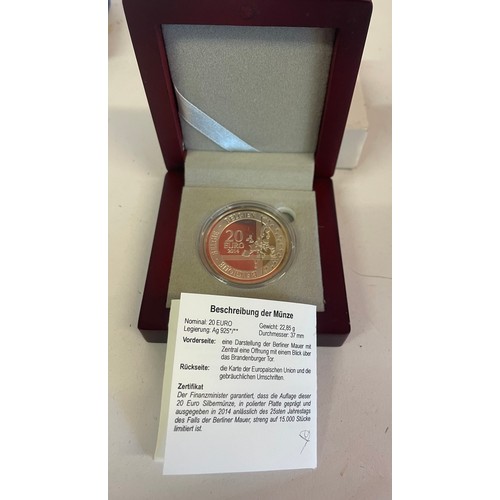 20
EURO
2014
Beschreibung der Münze
Nominal: 20 EURO Gewicht: 22,85 g
Legierung: Ag 925°/°° Durchmesser: 37 mm
Vorderseite: eine Darstellung der Berliner Mauer mit
Zentral eine Öffnung mit einem Blick über
das Brandenburger Tor.
Rückseite: die Karte der Europaischen Union und die
gebräuchlichen Umschriften.
Zertifikat
Der Finanzminister garantiert, dass die Auflage dieser
20 Euro Silbermünze, in polierter Platte geprägt und
ausgegeben in 2014 anlässlich des 25sten Jahrestags
des Falls der Berliner Mauer, streng auf 15.000 Stücke
limitiert ist.